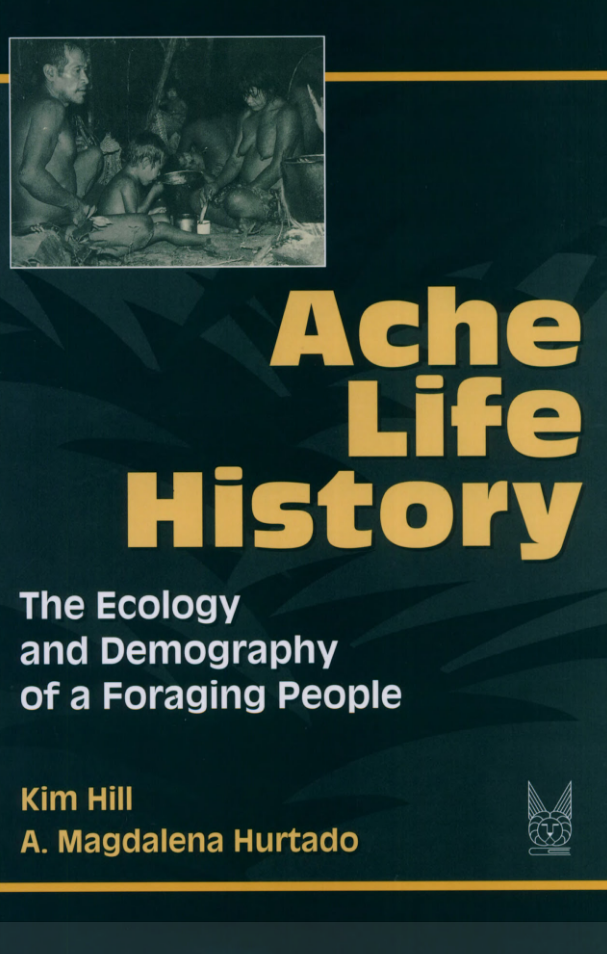 Ache
Life
History
The Ecology
and Demography
of a Foraging People
Kim Hill
A. Magdalena Hurtado